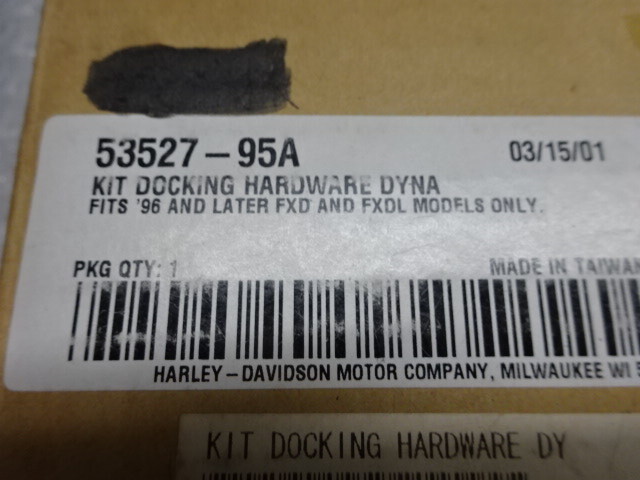 53527-95A 03/15/01
KIT DOCKING HARDWARE DYNA
FITS '96 AND LATER FXD AND FXDL MODELS ONLY.
PKG QTY: 1 MADE IN TAIWAN
HARLEY-DAVIDSON MOTOR COMPANY, MILWAUKEE WI 5
KIT DOCKING HARDWARE DY